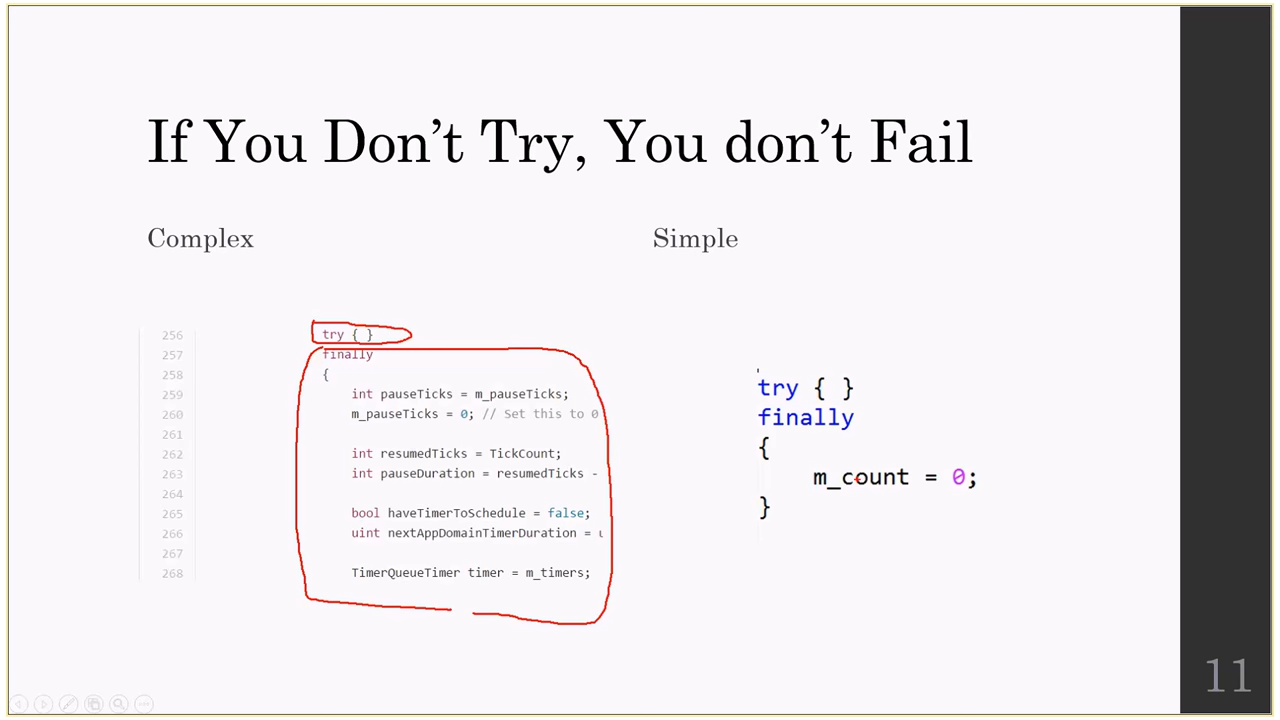 If You Don't Try, You don't Fail
Complex
Simple
256 try { }
257 finally
258 {
259 int pauseTicks = m_pauseTicks;
260 m_pauseTicks = 0; // Set this to 0
261
262 int resumedTicks = TickCount;
263 int pauseDuration = resumedTicks -
264
265 bool haveTimerToSchedule = false;
266 uint nextAppDomainTimerDuration =
267
268 TimerQueueTimer timer = m_timers;
try { }
finally
{
m_count = 0;
}
11